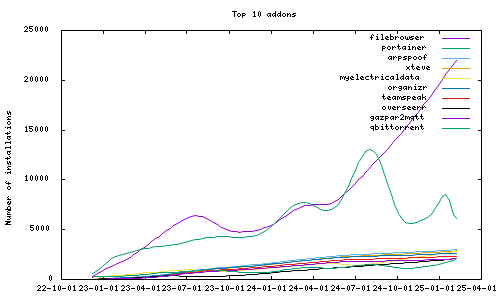 Top 10 addons
25000
20000
15000
10000
5000
0
Number of installations
filebrowser
portainer
arpspoof
xteve
myelectricaldata
organizr
teamspeak
overseerr
gazpar2mqtt
qbittorrent
22-10-01 23-01-01 23-04-01 23-07-01 23-10-01 24-01-01 24-04-01 24-07-01 24-10-01 25-01-01 25-04-01